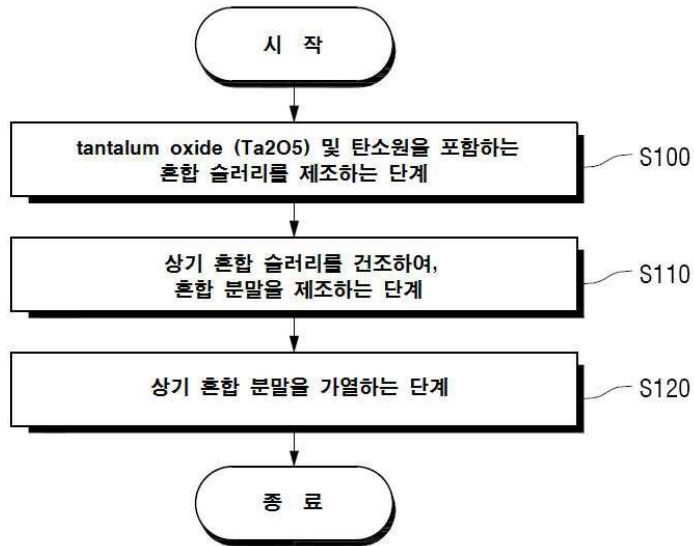 시 작
tantalum oxide (Ta2O5) 및 탄소원을 포함하는
혼합 슬러리를 제조하는 단계
S100
상기 혼합 슬러리를 건조하여,
혼합 분말을 제조하는 단계
S110
상기 혼합 분말을 가열하는 단계
S120
종 료